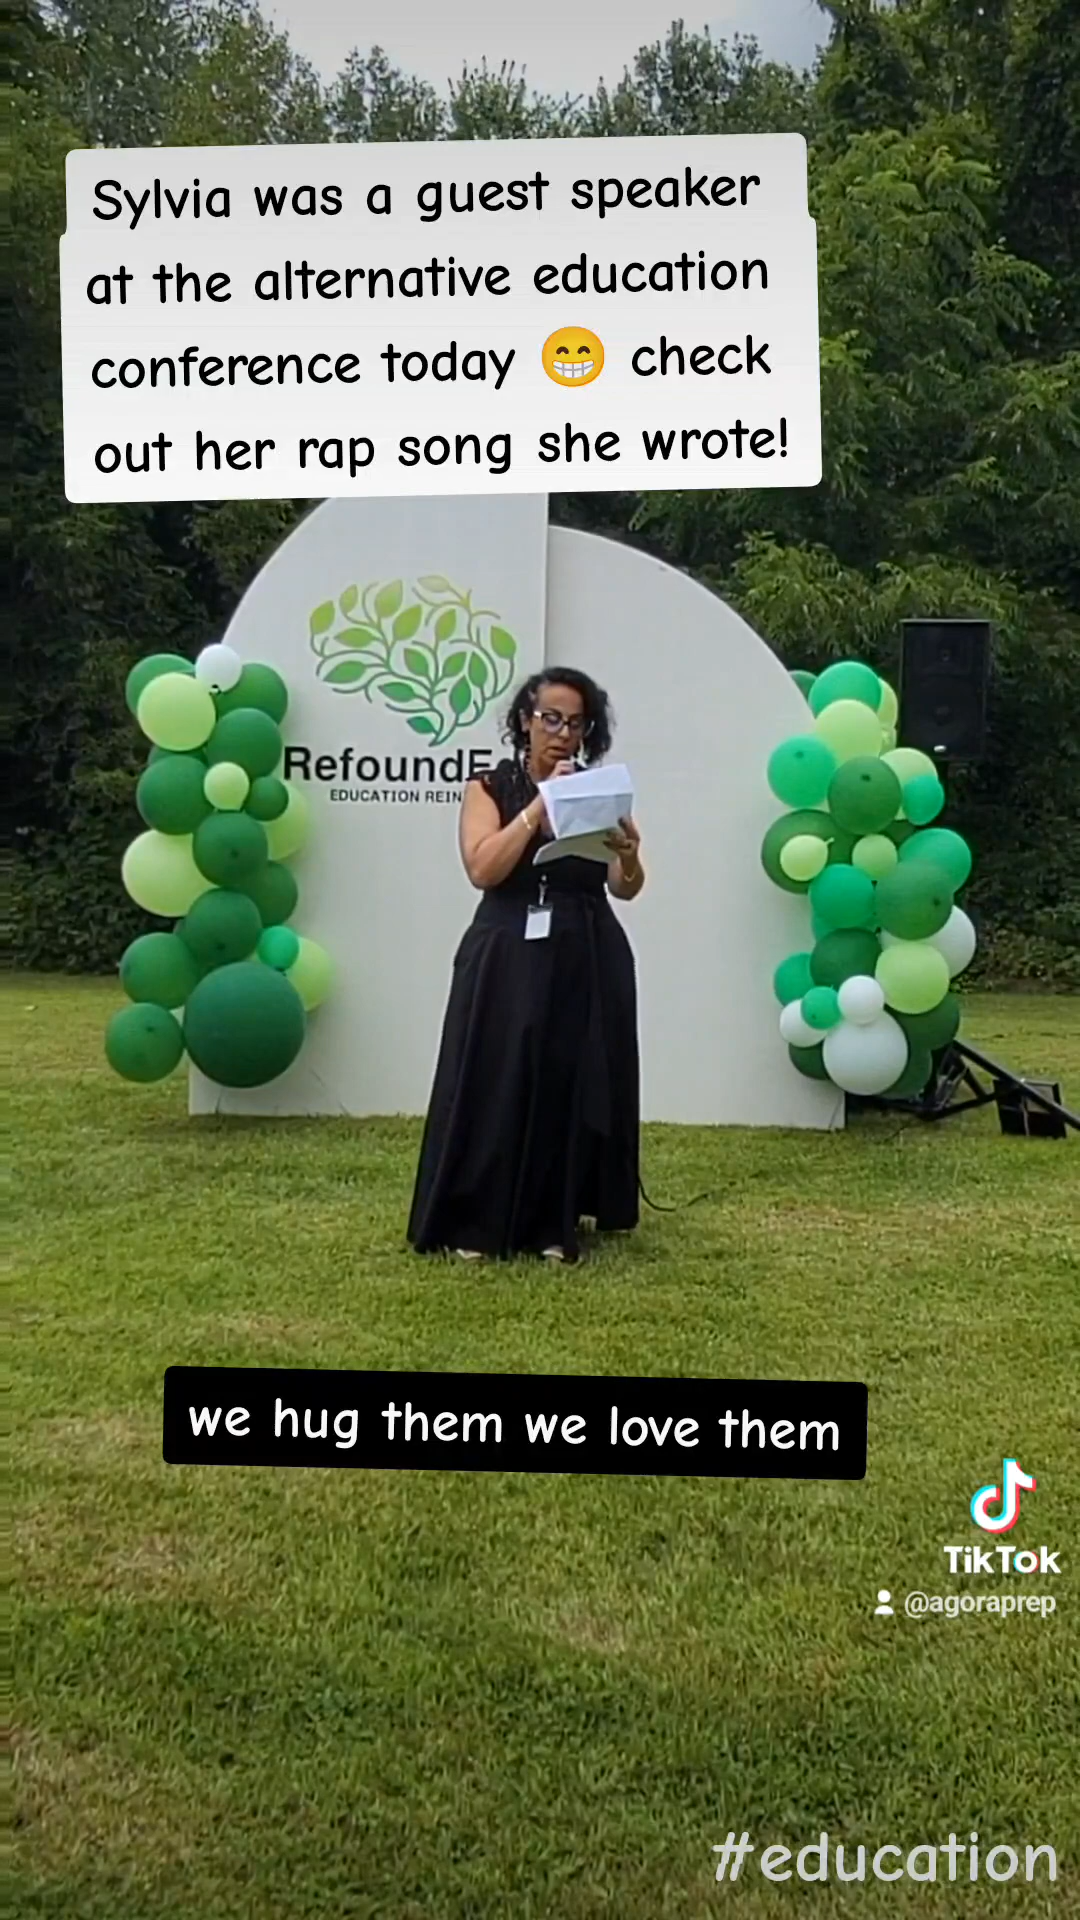 Sylvia was a guest speaker
at the alternative education
conference today 😁 check
out her rap song she wrote!
RefoundE
EDUCATION REIN
we hug them we love them
TikTok
@agoraprep
#education